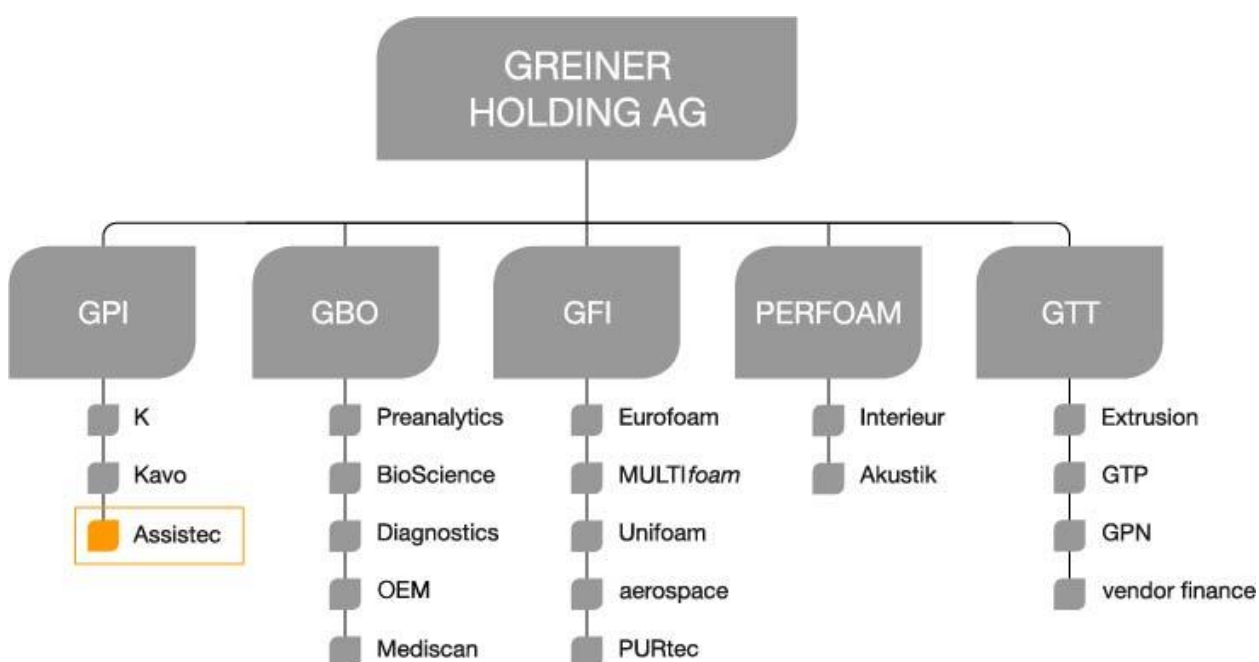 GREINER
HOLDING AG
GPI
GBO
GFI
PERFOAM
GTT
K
Kavo
Assistec
Preanalytics
BioScience
Diagnostics
OEM
Mediscan
Eurofoam
MULTIfoam
Unifoam
aerospace
PURtec
Interieur
Akustik
Extrusion
GTP
GPN
vendor finance